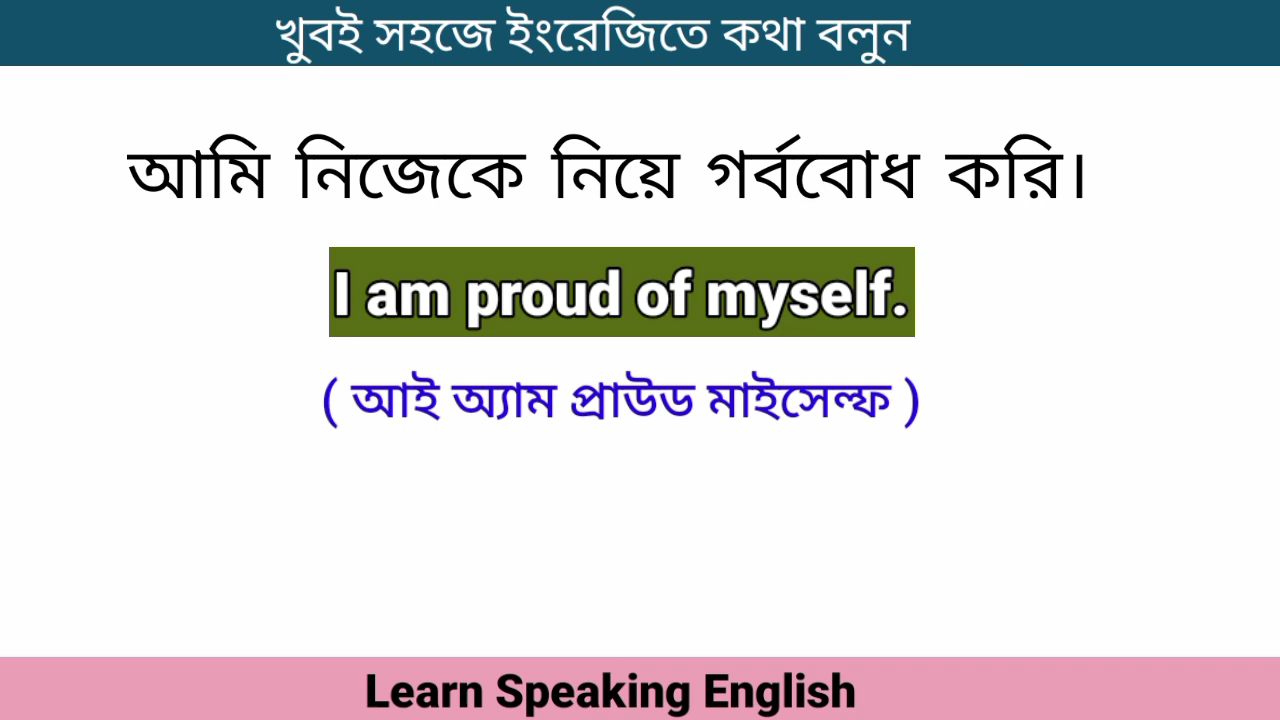 খুবই সহজে ইংরেজিতে কথা বলুন
আমি নিজেকে নিয়ে গর্ববোধ করি।
I am proud of myself.
( আই অ্যাম প্রাউড মাইসেল্ফ )
Learn Speaking English